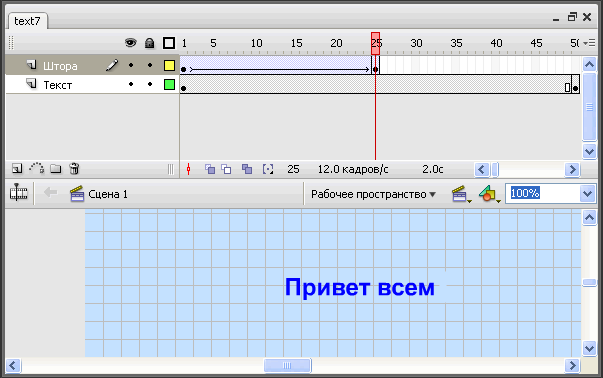 text7
1 5 10 15 20 25 30 35 40 45 50
Штора
Текст
25 12.0 кадров/с 2.0с
Сцена 1 Рабочее пространство 100%
Привет всем